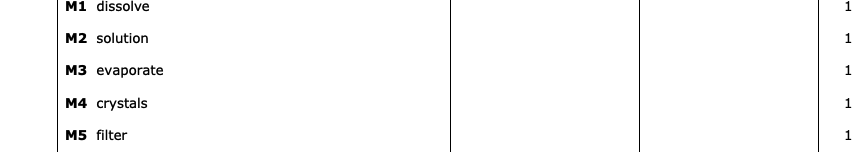 M1 dissolve 1
M2 solution 1
M3 evaporate 1
M4 crystals 1
M5 filter 1